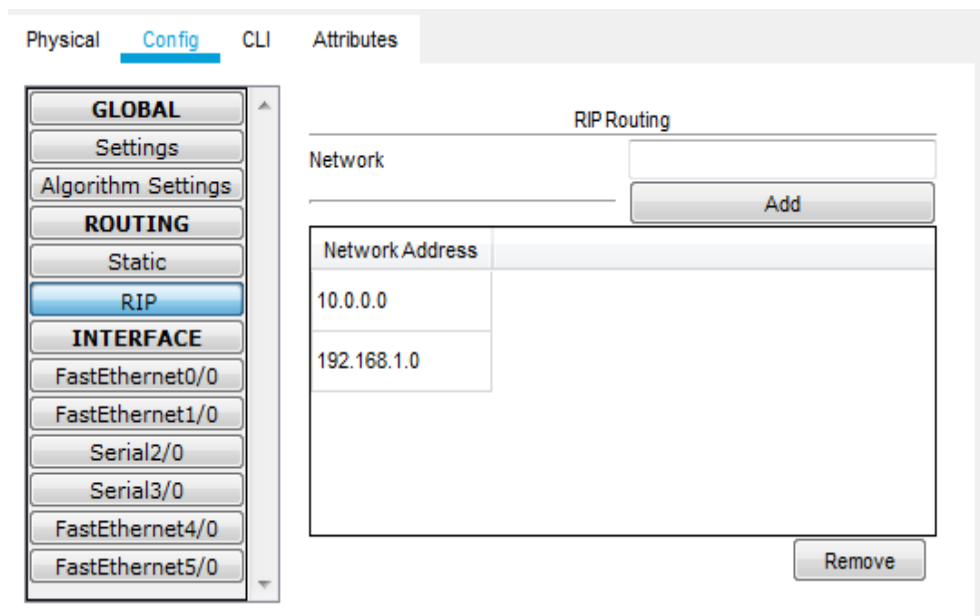 Physical Config CLI Attributes
GLOBAL
Settings
Algorithm Settings
ROUTING
Static
RIP
INTERFACE
FastEthernet0/0
FastEthernet1/0
Serial2/0
Serial3/0
FastEthernet4/0
FastEthernet5/0
RIP Routing
Network
Add
Network Address
10.0.0.0
192.168.1.0
Remove